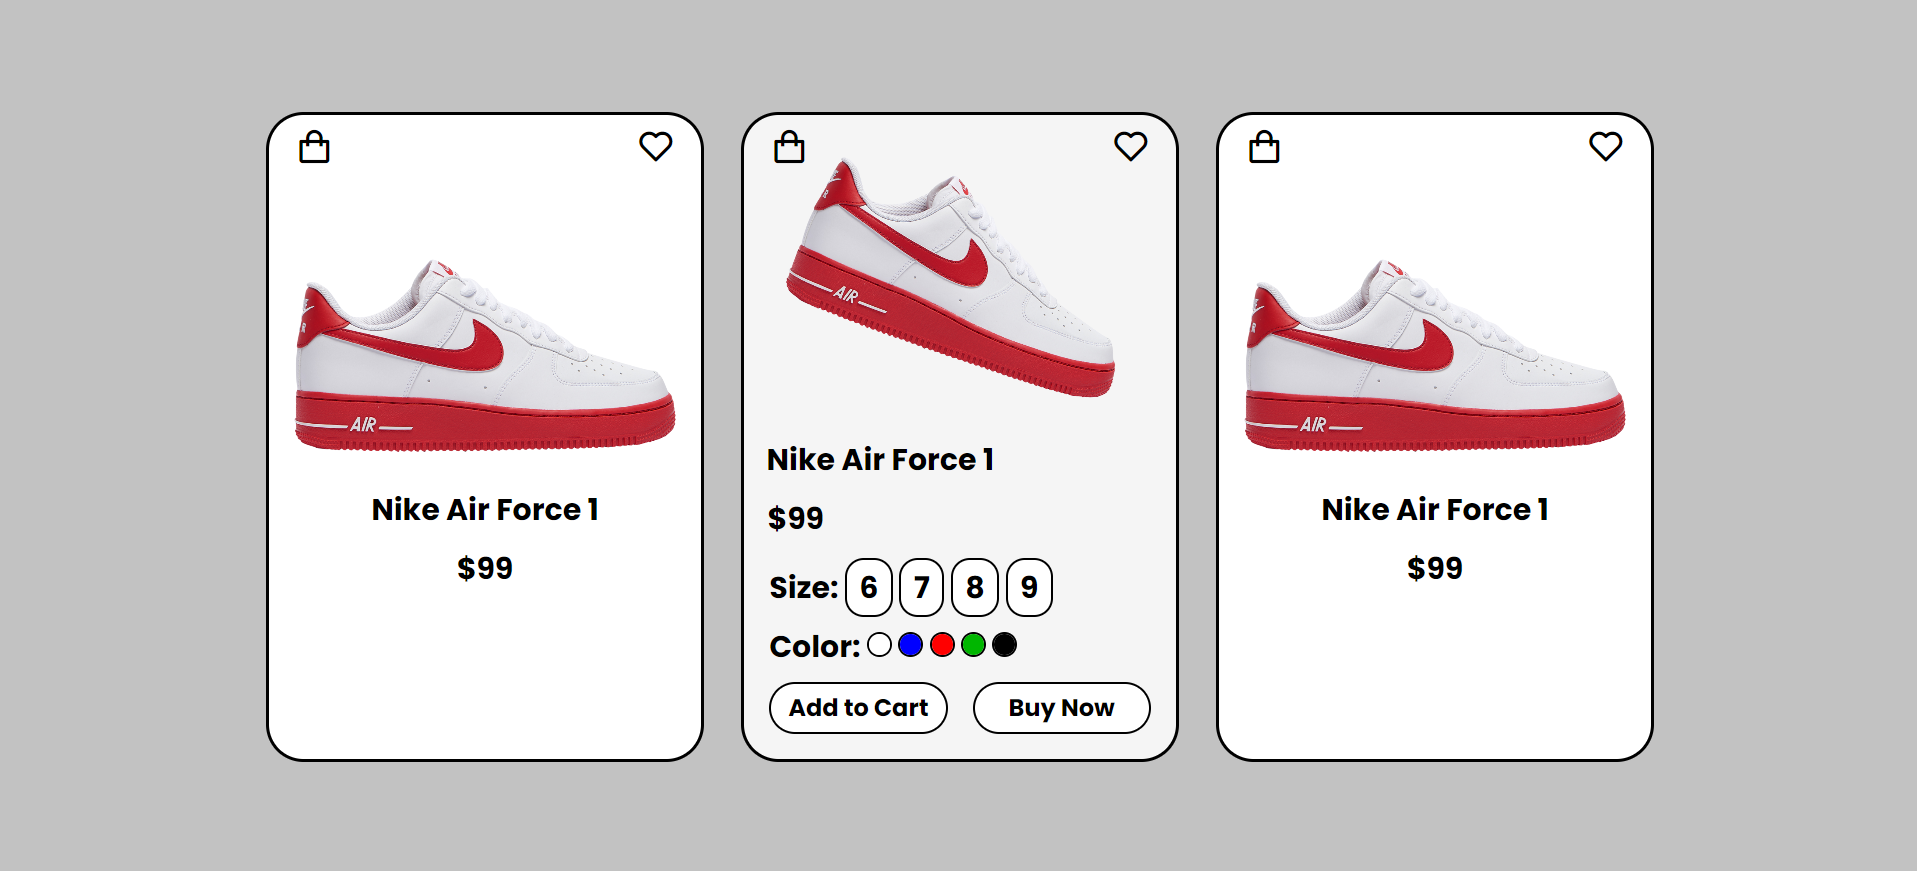 AIR
Nike Air Force 1
$99
AIR
Nike Air Force 1
$99
Size: 6 7 8 9
Color:
Add to Cart Buy Now
AIR
Nike Air Force 1
$99